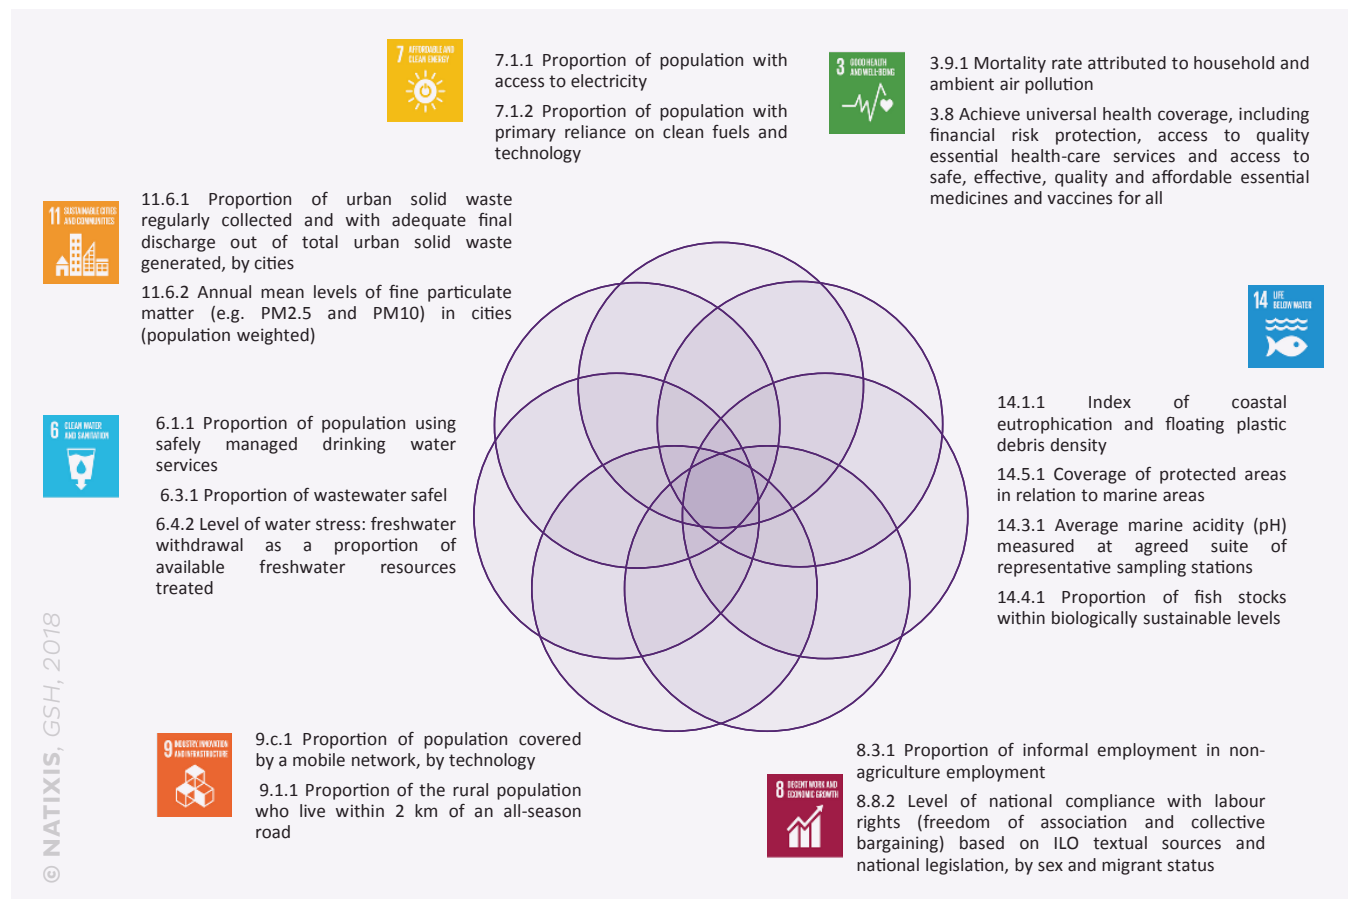 7 AFFORDABLE AND
CLEAN ENERGY
7.1.1 Proportion of population with
access to electricity
7.1.2 Proportion of population with
primary reliance on clean fuels and
technology
3 GOOD HEALTH
AND WELL-BEING
3.9.1 Mortality rate attributed to household and
ambient air pollution
3.8 Achieve universal health coverage, including
financial risk protection, access to quality
essential health-care services and access to
safe, effective, quality and affordable essential
medicines and vaccines for all
11 SUSTAINABLE CITIES
AND COMMUNITIES
11.6.1 Proportion of urban solid waste
regularly collected and with adequate final
discharge out of total urban solid waste
generated, by cities
11.6.2 Annual mean levels of fine particulate
matter (e.g. PM2.5 and PM10) in cities
(population weighted)
14 LIFE
BELOW WATER
14.1.1 Index of coastal
eutrophication and floating plastic
debris density
14.5.1 Coverage of protected areas
in relation to marine areas
14.3.1 Average marine acidity (pH)
measured at agreed suite of
representative sampling stations
14.4.1 Proportion of fish stocks
within biologically sustainable levels
6 CLEAN WATER
AND SANITATION
6.1.1 Proportion of population using
safely managed drinking water
services
6.3.1 Proportion of wastewater safel
6.4.2 Level of water stress: freshwater
withdrawal as a proportion of
available freshwater resources
treated
9 INDUSTRY, INNOVATION
AND INFRASTRUCTURE
9.c.1 Proportion of population covered
by a mobile network, by technology
9.1.1 Proportion of the rural population
who live within 2 km of an all-season
road
8 DECENT WORK AND
ECONOMIC GROWTH
8.3.1 Proportion of informal employment in non-
agriculture employment
8.8.2 Level of national compliance with labour
rights (freedom of association and collective
bargaining) based on ILO textual sources and
national legislation, by sex and migrant status
© NATIXIS, GSH, 2018